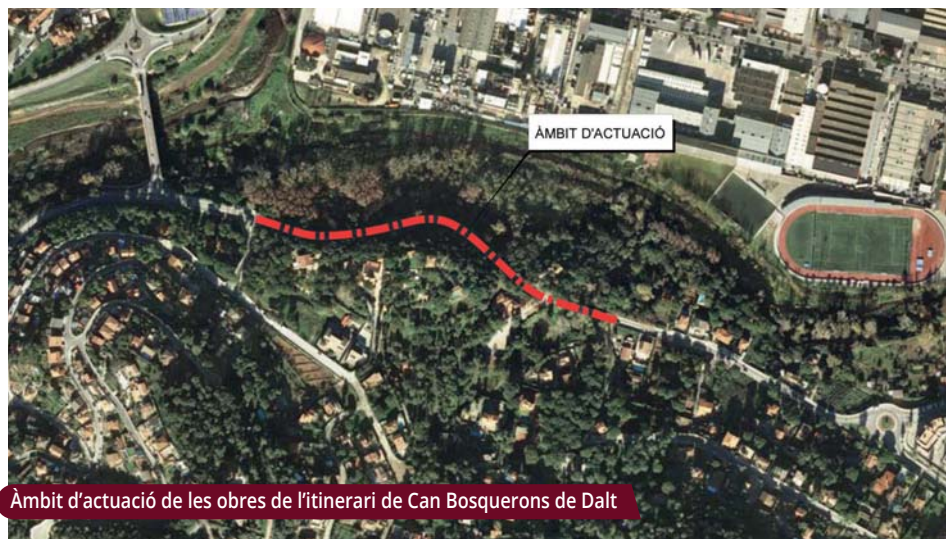 ÀMBIT D'ACTUACIÓ
Àmbit d'actuació de les obres de l'itinerari de Can Bosquerons de Dalt